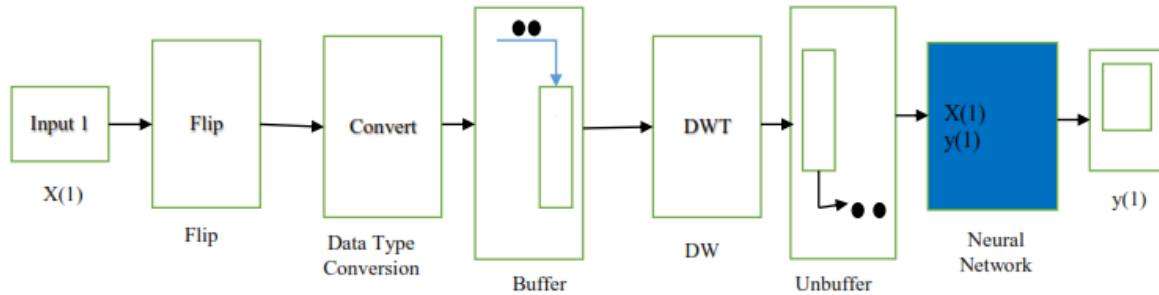 Input 1
X(1)
Flip
Flip
Convert
Data Type
Conversion
Buffer
DWT
DW
Unbuffer
X(1)
y(1)
Neural
Network
y(1)